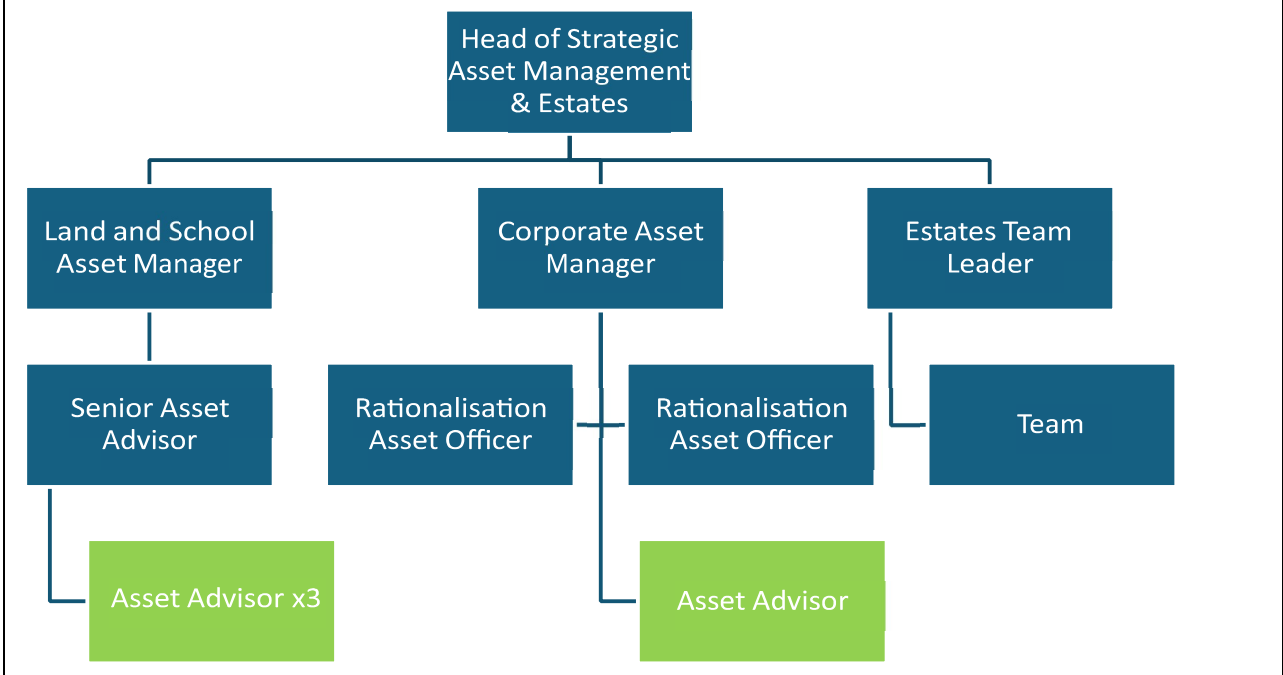 Head of Strategic
Asset Management
& Estates
Land and School
Asset Manager
Corporate Asset
Manager
Estates Team
Leader
Senior Asset
Advisor
Rationalisation
Asset Officer
Rationalisation
Asset Officer
Team
Asset Advisor x3
Asset Advisor